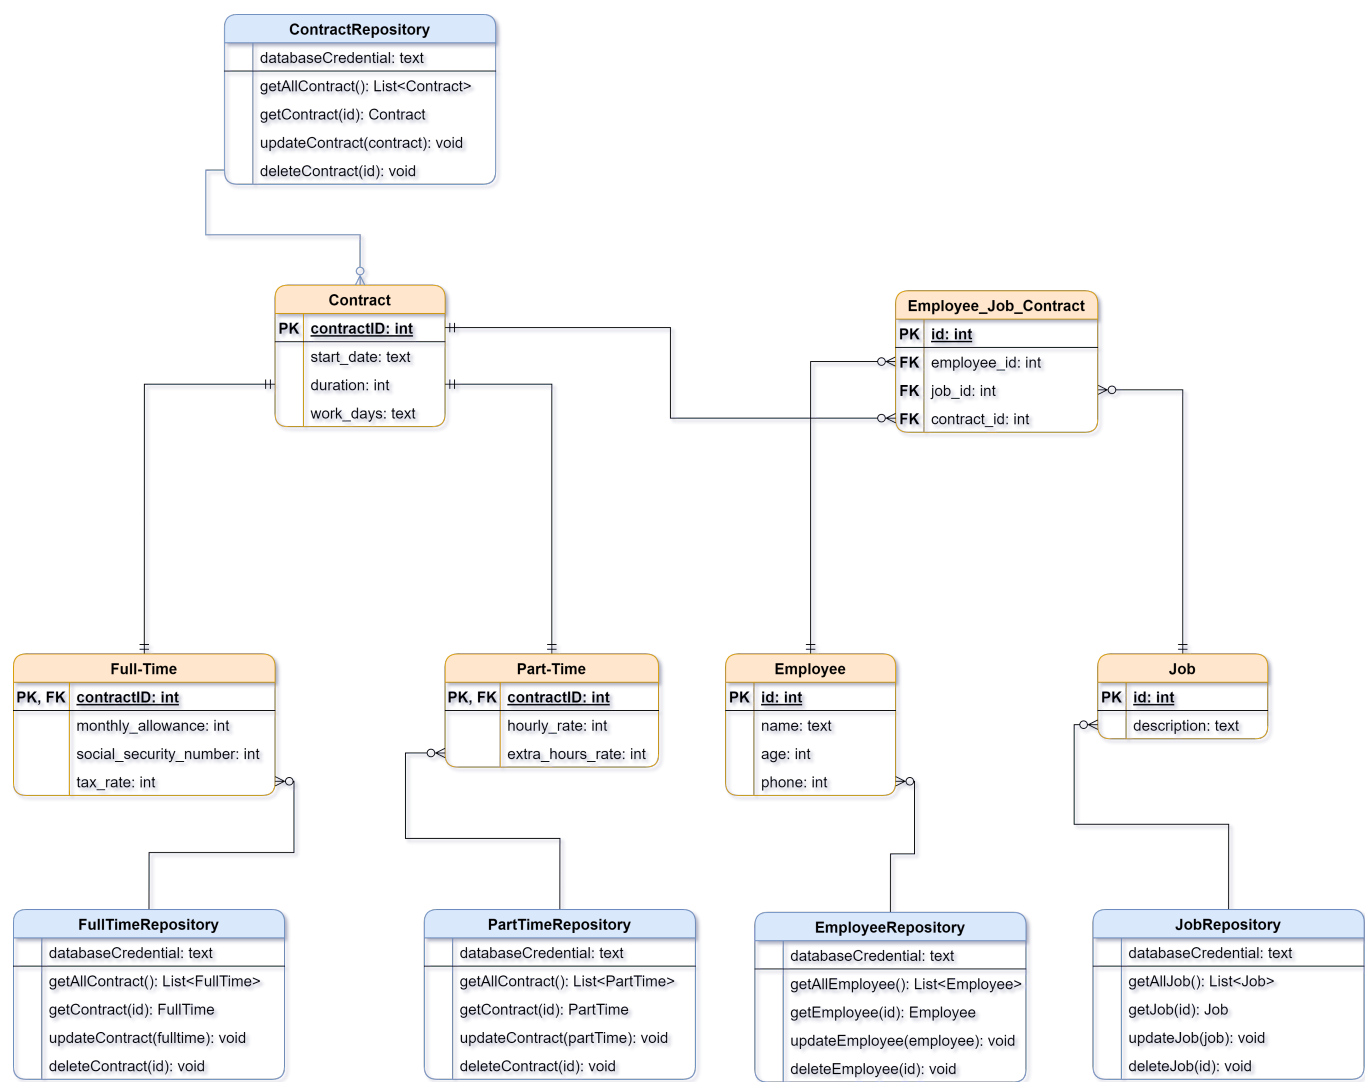 ContractRepository
databaseCredential: text
getAllContract(): List<Contract>
getContract(id): Contract
updateContract(contract): void
deleteContract(id): void
Contract
PK contractID: int
start_date: text
duration: int
work_days: text
Employee_Job_Contract
PK id: int
FK employee_id: int
FK job_id: int
FK contract_id: int
Full-Time
PK, FK contractID: int
monthly_allowance: int
social_security_number: int
tax_rate: int
Part-Time
PK, FK contractID: int
hourly_rate: int
extra_hours_rate: int
Employee
PK id: int
name: text
age: int
phone: int
Job
PK id: int
description: text
FullTimeRepository
databaseCredential: text
getAllContract(): List<FullTime>
getContract(id): FullTime
updateContract(fulltime): void
deleteContract(id): void
PartTimeRepository
databaseCredential: text
getAllContract(): List<PartTime>
getContract(id): PartTime
updateContract(partTime): void
deleteContract(id): void
EmployeeRepository
databaseCredential: text
getAllEmployee(): List<Employee>
getEmployee(id): Employee
updateEmployee(employee): void
deleteEmployee(id): void
JobRepository
databaseCredential: text
getAllJob(): List<Job>
getJob(id): Job
updateJob(job): void
deleteJob(id): void